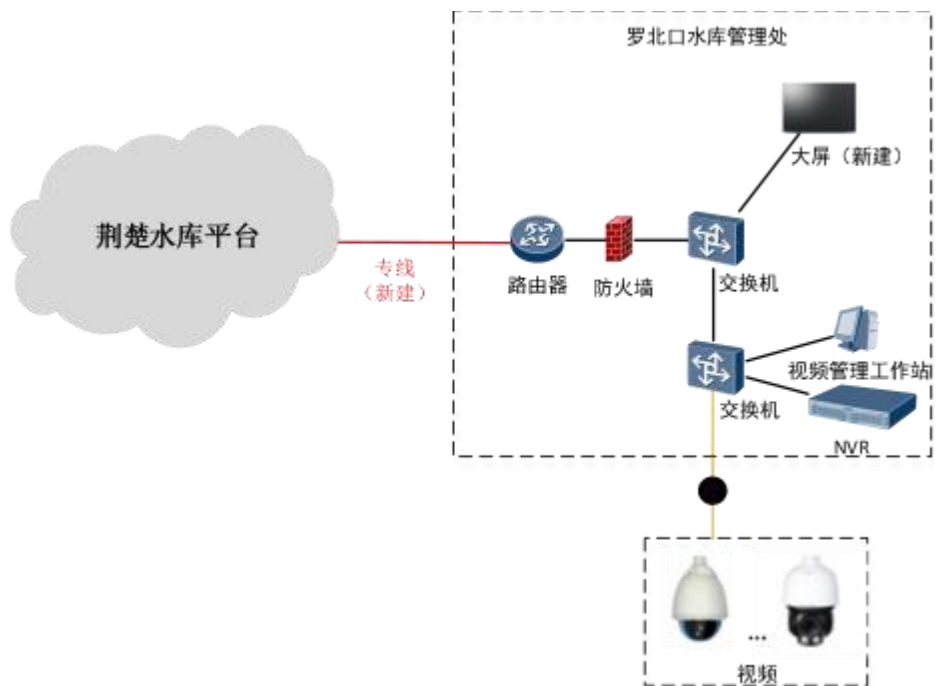 罗北口水库管理处
大屏（新建）
荆楚水库平台
专线
（新建）
路由器
防火墙
交换机
视频管理工作站
交换机
NVR
...
视频